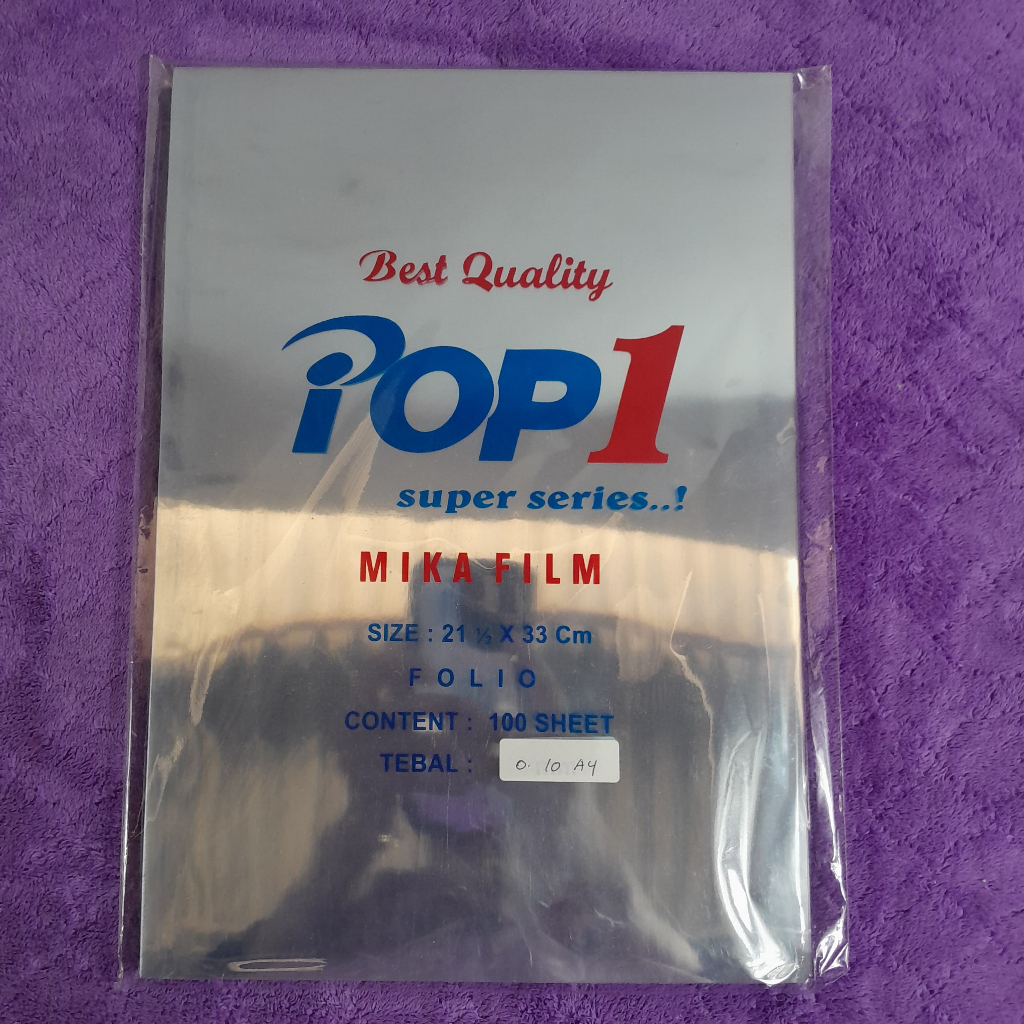 Best Quality
POP1
super series..!
MIKA FILM
SIZE : 21 ½ X 33 Cm
FOLIO
CONTENT : 100 SHEET
TEBAL : 0. 10 A4